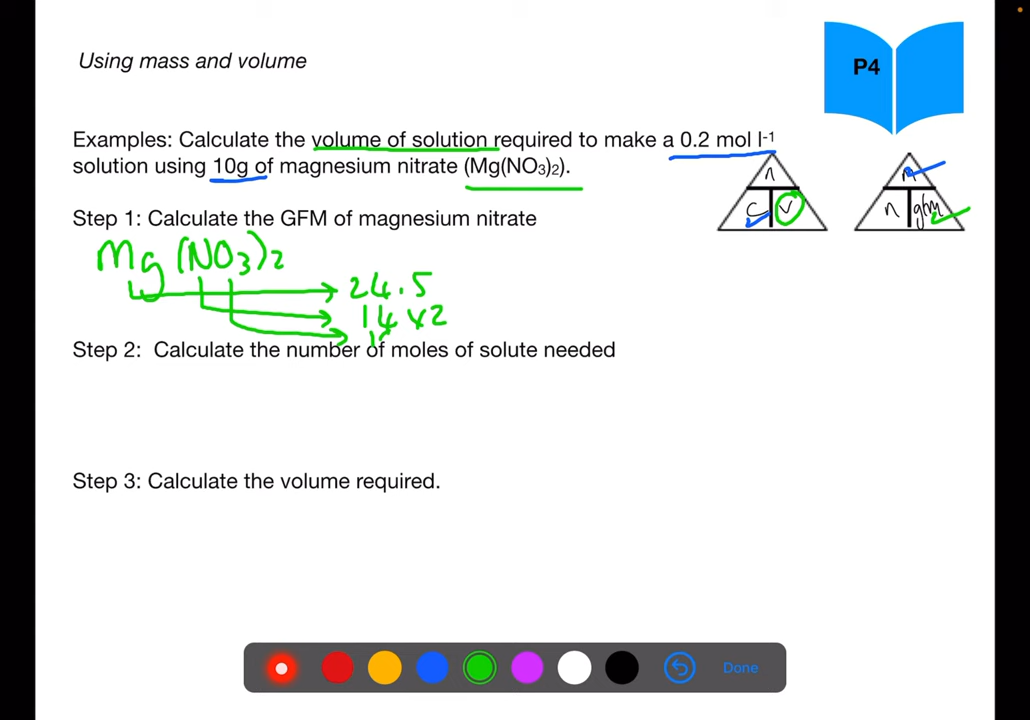 Using mass and volume
P4
Examples: Calculate the volume of solution required to make a 0.2 mol l-1
solution using 10g of magnesium nitrate (Mg(NO3)2).
n
m
c v
n gfm
Step 1: Calculate the GFM of magnesium nitrate
Mg(NO3)2
24.5
14x2
Step 2: Calculate the number of moles of solute needed
Step 3: Calculate the volume required.
Done